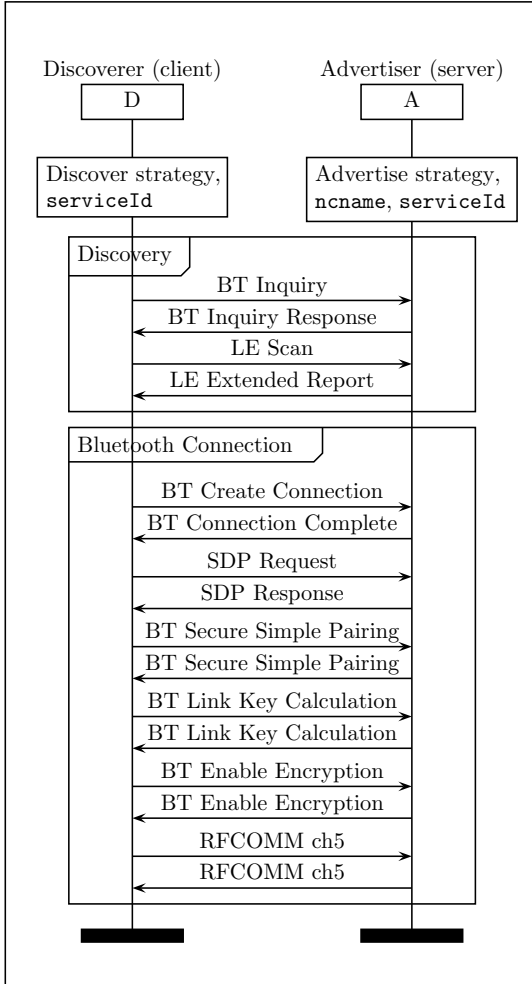 Discoverer (client)
Advertiser (server)
D
A
Discover strategy,
serviceId
Advertise strategy,
ncname, serviceId
Discovery
BT Inquiry
BT Inquiry Response
LE Scan
LE Extended Report
Bluetooth Connection
BT Create Connection
BT Connection Complete
SDP Request
SDP Response
BT Secure Simple Pairing
BT Secure Simple Pairing
BT Link Key Calculation
BT Link Key Calculation
BT Enable Encryption
BT Enable Encryption
RFCOMM ch5
RFCOMM ch5